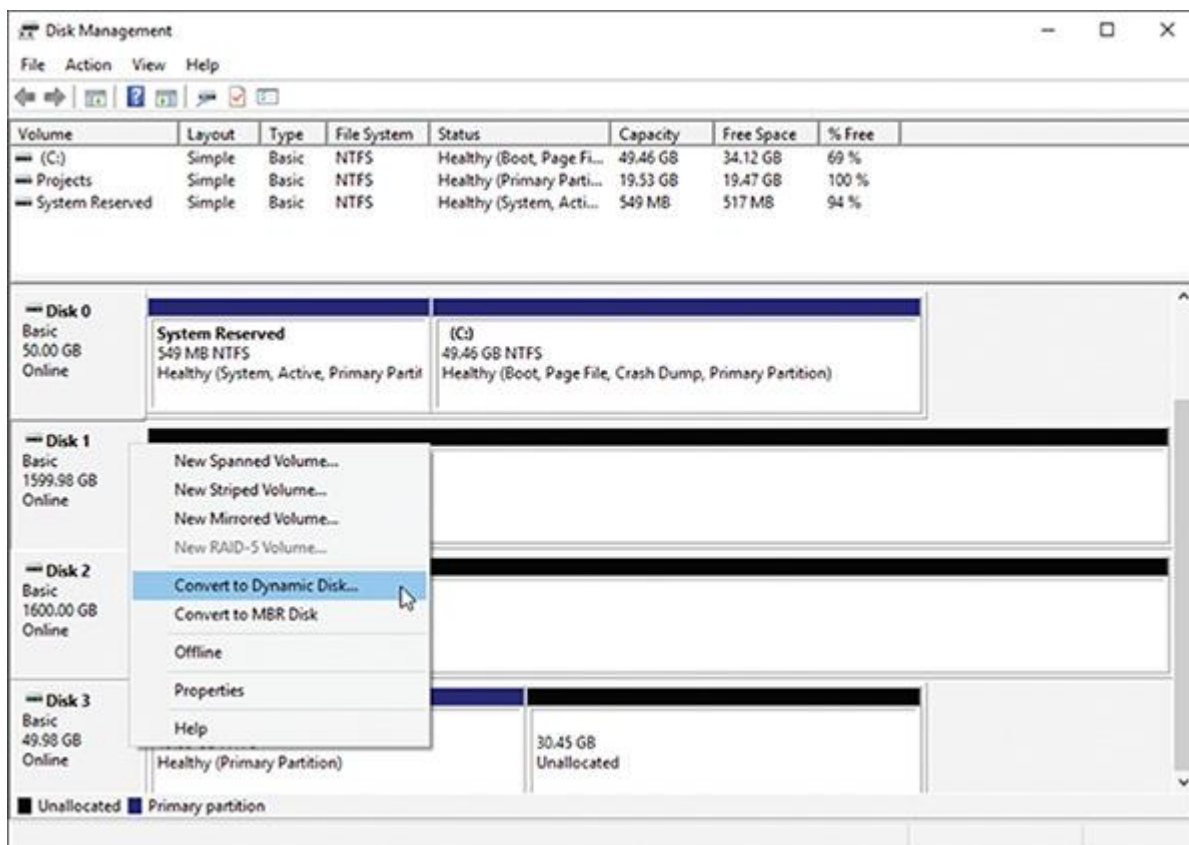 Disk Management
File Action View Help
Volume Layout Type File System Status Capacity Free Space % Free
(C:) Simple Basic NTFS Healthy (Boot, Page Fi... 49.46 GB 34.12 GB 69 %
Projects Simple Basic NTFS Healthy (Primary Parti... 19.53 GB 19.47 GB 100 %
System Reserved Simple Basic NTFS Healthy (System, Acti... 549 MB 517 MB 94 %
Disk 0
Basic
50.00 GB
Online
System Reserved
549 MB NTFS
Healthy (System, Active, Primary Partit
(C:)
49.46 GB NTFS
Healthy (Boot, Page File, Crash Dump, Primary Partition)
Disk 1
Basic
1599.98 GB
Online
New Spanned Volume...
New Striped Volume...
New Mirrored Volume...
New RAID-5 Volume...
Convert to Dynamic Disk...
Convert to MBR Disk
Offline
Properties
Help
Disk 2
Basic
1600.00 GB
Online
Disk 3
Basic
49.98 GB
Online
Healthy (Primary Partition)
30.45 GB
Unallocated
Unallocated Primary partition